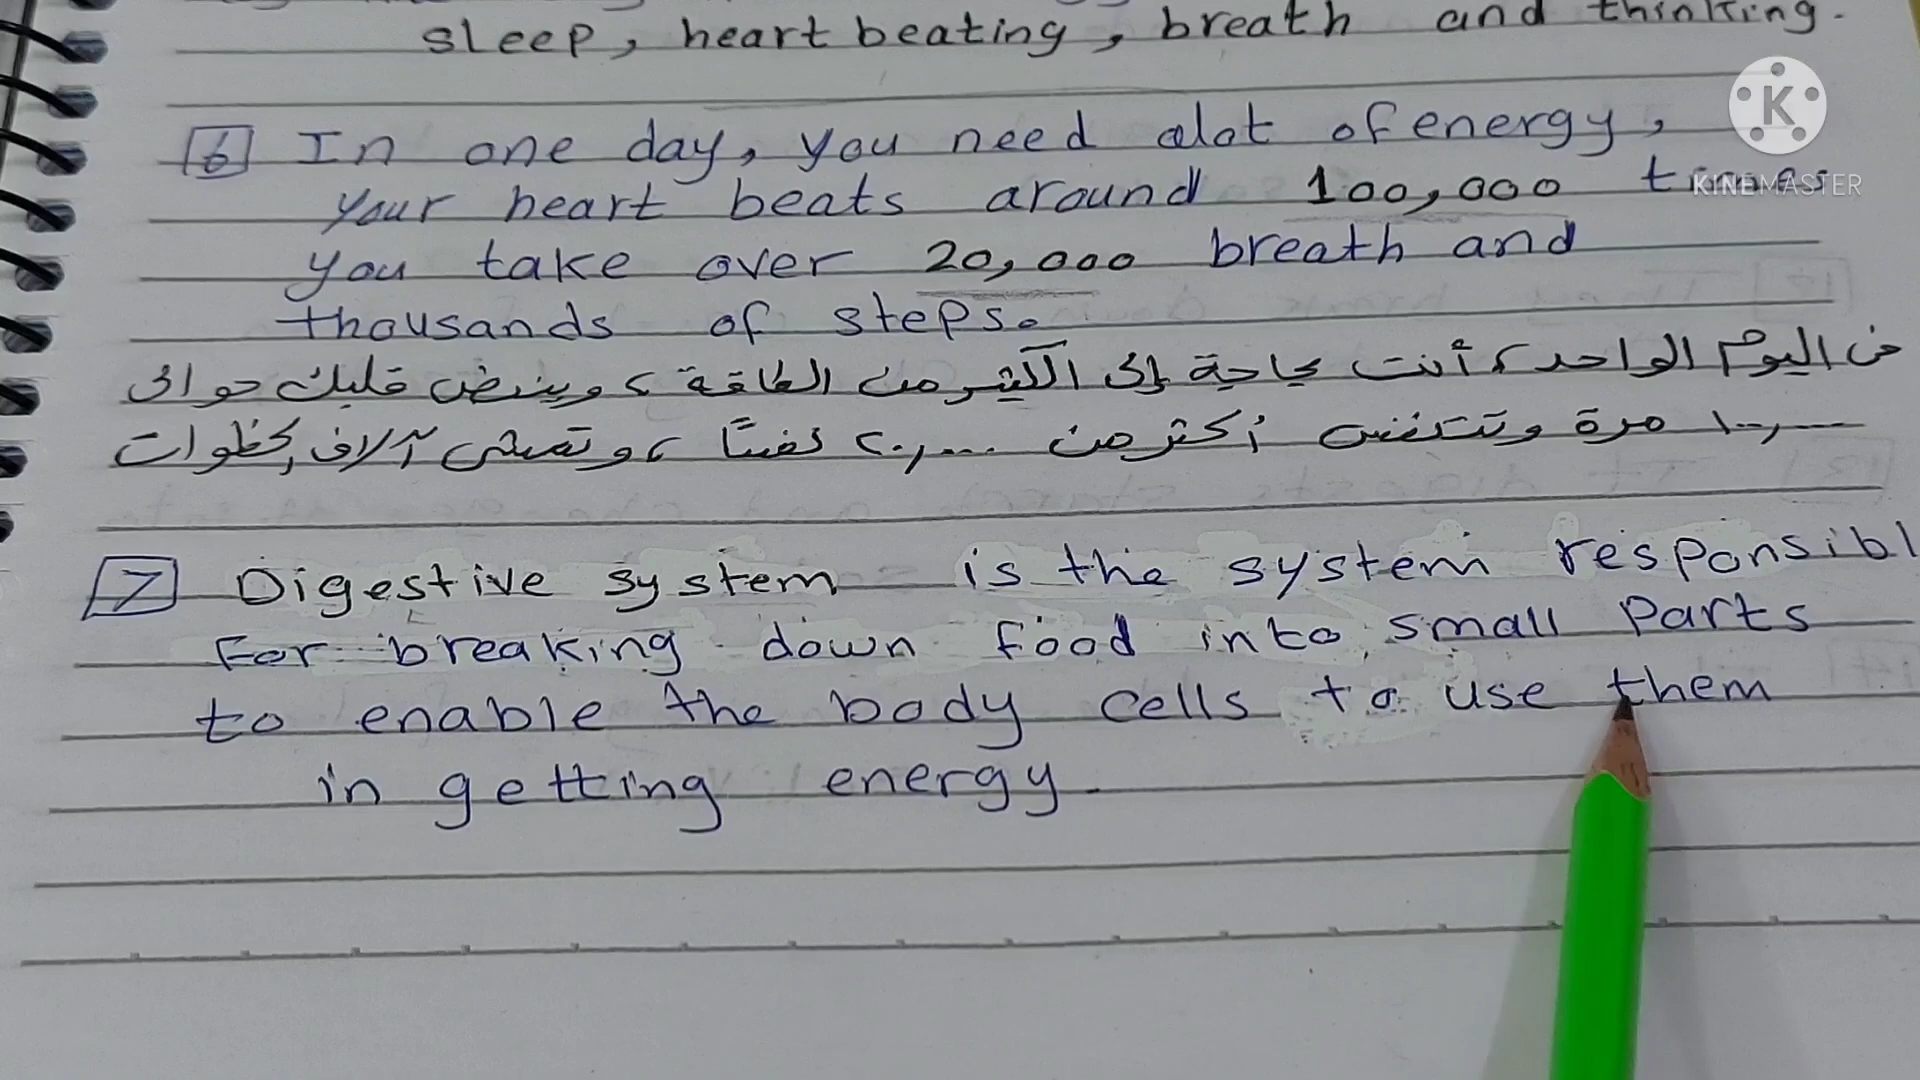 sleep, heart beating, breath and thinking.
6 In one day, you need alot of energy,
your heart beats around 100,000 times
you take over 20,000 breath and
thousands of steps.
فى اليوم الواحد، أنت بحاجة إلى الكثير من الطاقة، وينبض قلبك حوالى
١٠٠,٠٠٠ مرة وتتنفس أكثر من ٢٠,٠٠٠ نفسًا، وتمشى آلاف الخطوات
7 Digestive system is the system responsibl
For breaking down food into small parts
to enable the body cells to use them
in getting energy.
K
KINEMASTER